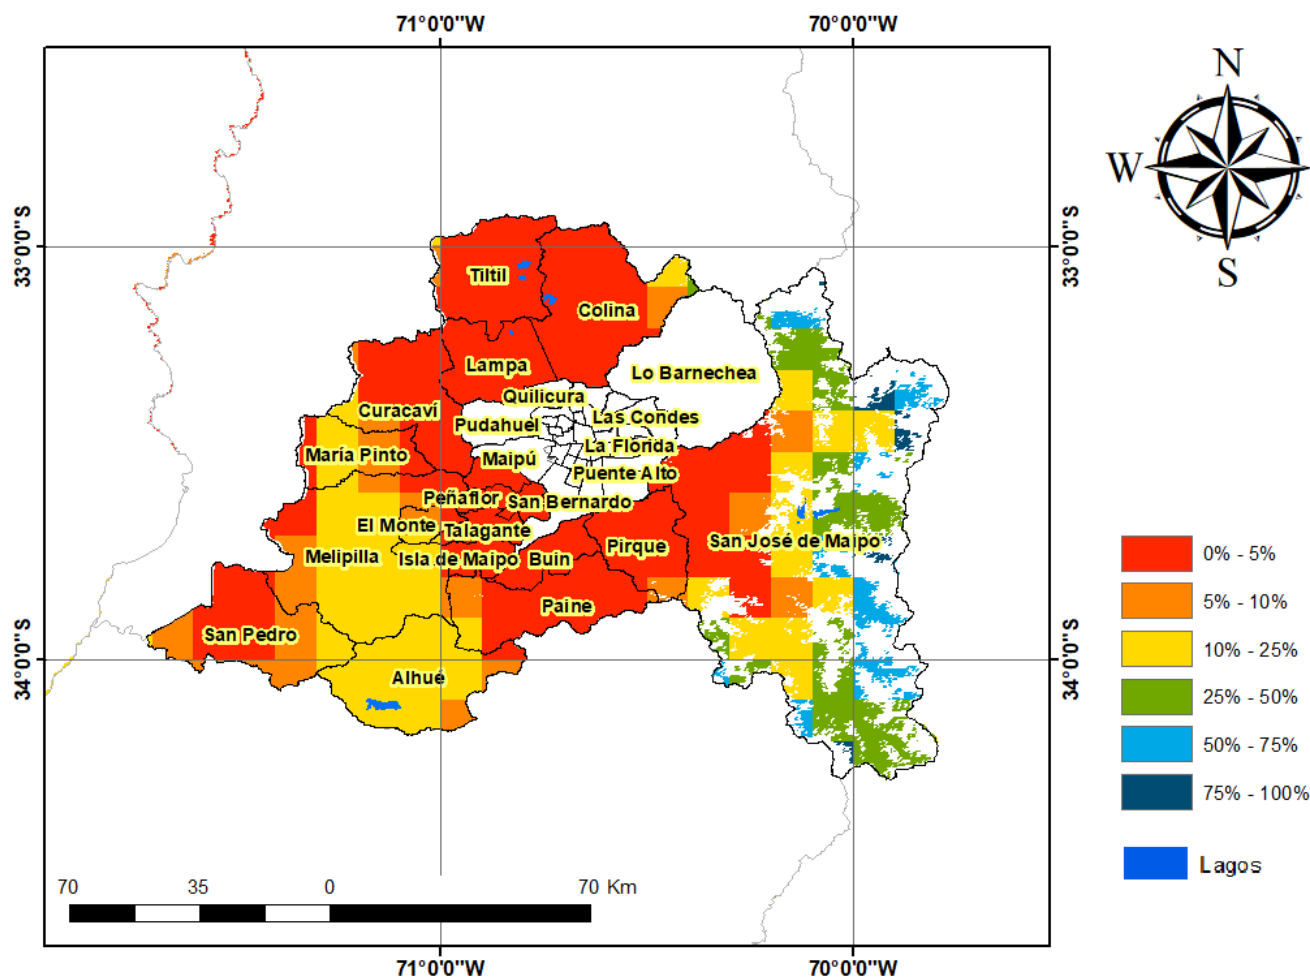 71°0'0"W
70°0'0"W
N
W
S
33°0'0"S
33°0'0"S
Tiltil
Colina
Lampa
Lo Barnechea
Quilicura
Curacaví
Las Condes
Pudahuel
La Flórida
María Pinto
Maipú
Puente Alto
Peñaflor
San Bernardo
El Monte
Talagante
San José de Maipo
Pirque
Melipilla
Isla de Maipo
Buin
Paine
San Pedro
Alhué
34°0'0"S
34°0'0"S
0% - 5%
5% - 10%
10% - 25%
25% - 50%
50% - 75%
75% - 100%
Lagos
70
35
0
70 Km
71°0'0"W
70°0'0"W